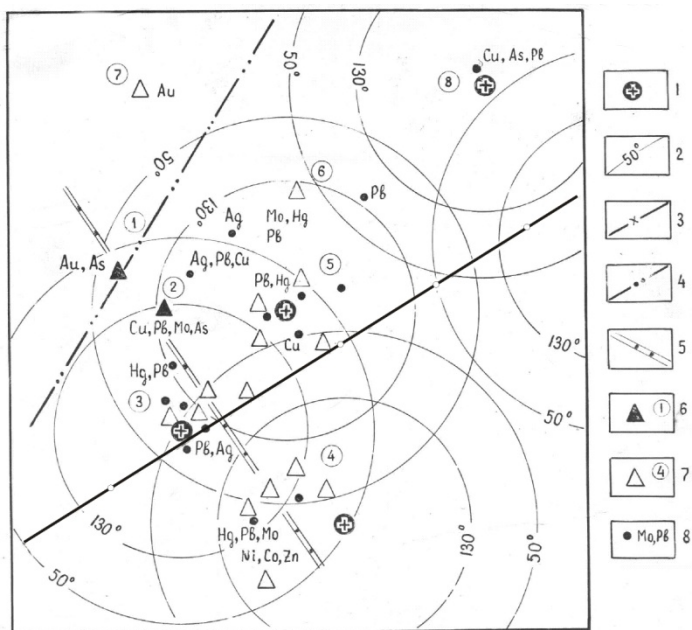 Cu, As, Pb
⑦
Au
50°
130°
⑧
1
50°
2
50°
⑥
Pb
130°
Ag
Mo, Hg
Pb
x
3
①
Au, As
Ag, Pb, Cu
⑤
Pb, Hg
4
②
Cu, Pb, Mo, As
Cu
130°
5
Hg, Pb
③
50°
① 6
Pb, Ag
④
④ 7
130°
Hg, Pb, Mo
Ni, Co, Zn
130°
50°
50°
Mo, Pb 8